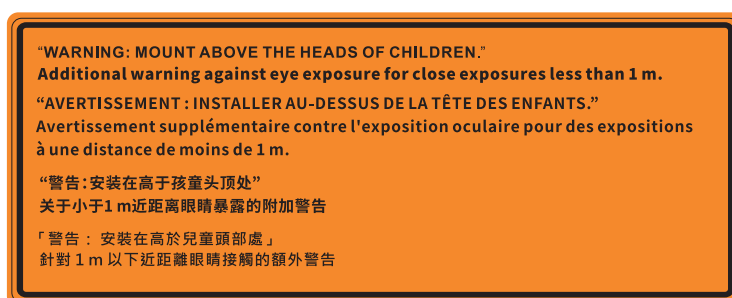 “WARNING: MOUNT ABOVE THE HEADS OF CHILDREN.”
Additional warning against eye exposure for close exposures less than 1 m.
“AVERTISSEMENT : INSTALLER AU-DESSUS DE LA TÊTE DES ENFANTS.”
Avertissement supplémentaire contre l'exposition oculaire pour des expositions
à une distance de moins de 1 m.
“警告:安装在高于孩童头顶处”
关于小于1 m近距离眼睛暴露的附加警告
「警告： 安裝在高於兒童頭部處」
針對 1 m 以下近距離眼睛接觸的額外警告